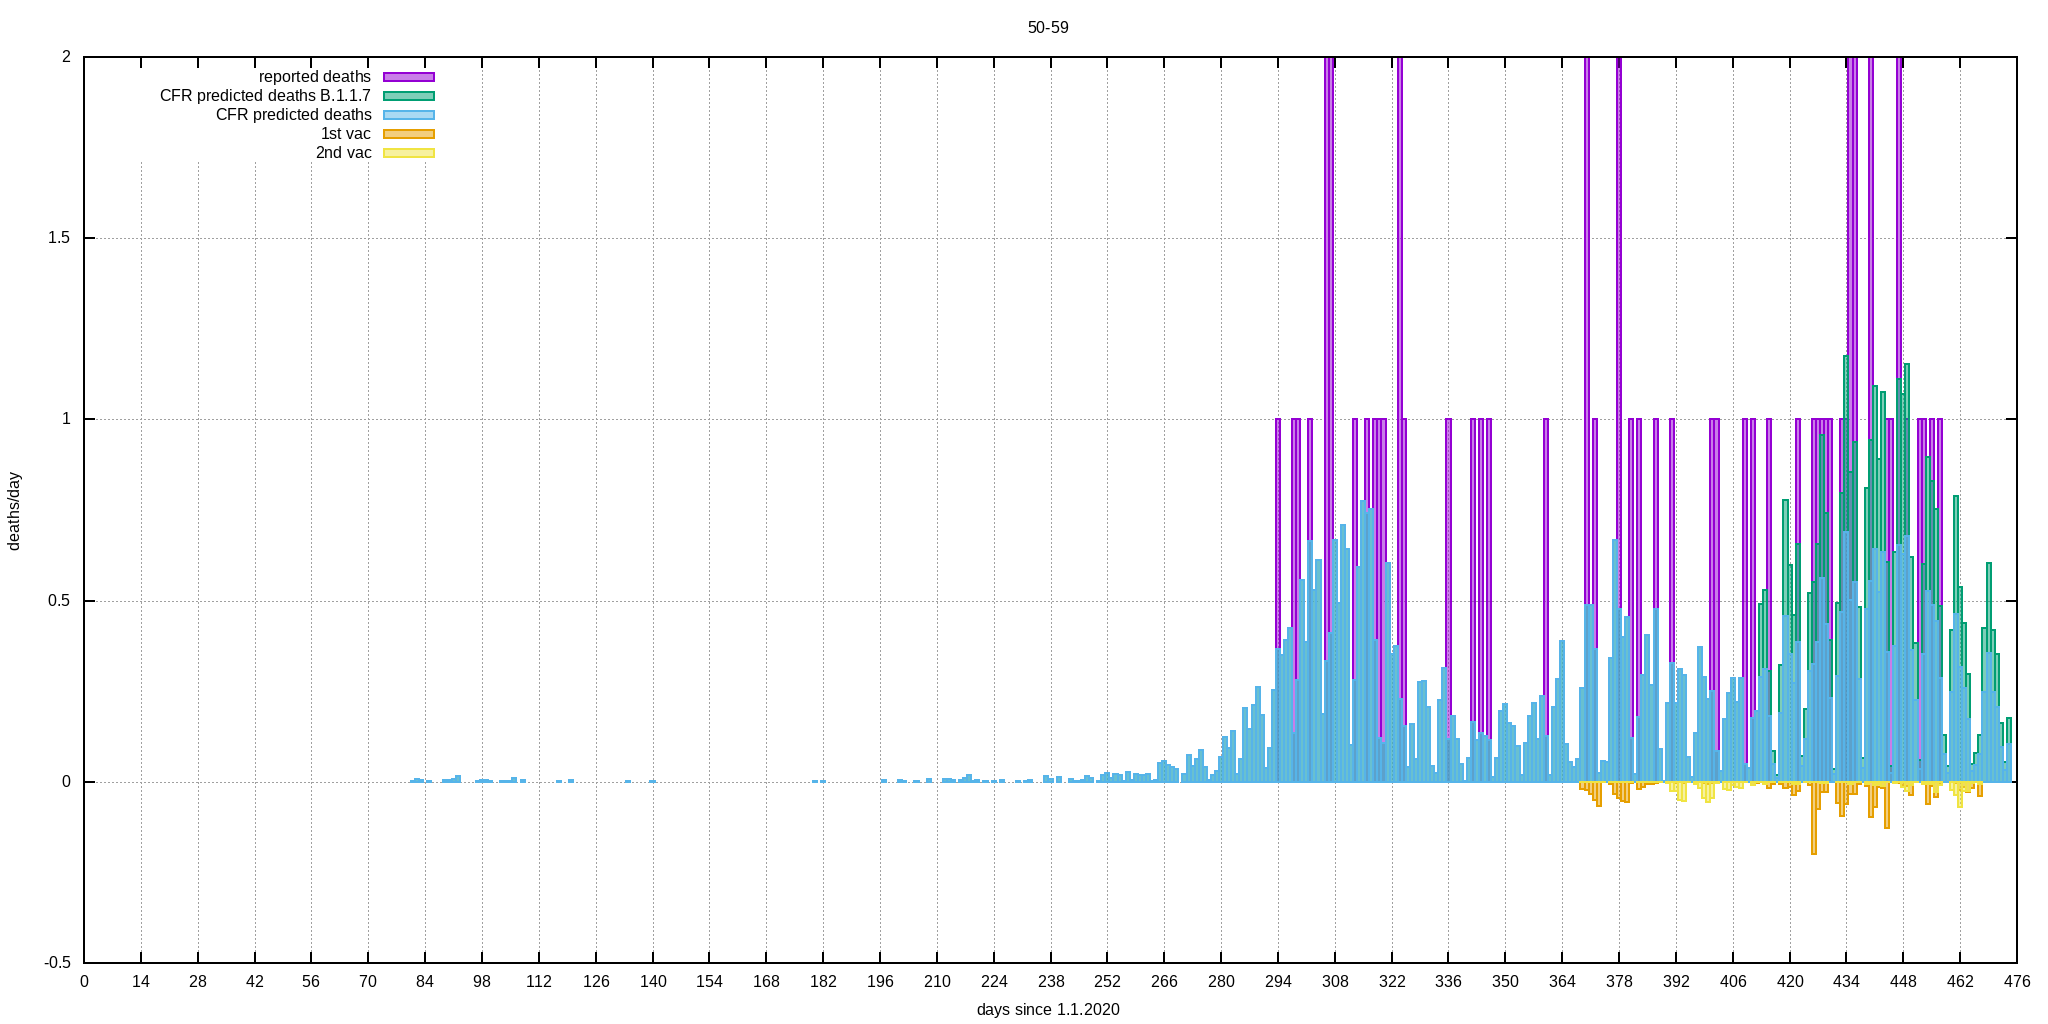 50-59
reported deaths
CFR predicted deaths B.1.1.7
CFR predicted deaths
1st vac
2nd vac
2
1.5
1
0.5
0
-0.5
deaths/day
0 14 28 42 56 70 84 98 112 126 140 154 168 182 196 210 224 238 252 266 280 294 308 322 336 350 364 378 392 406 420 434 448 462 476
days since 1.1.2020